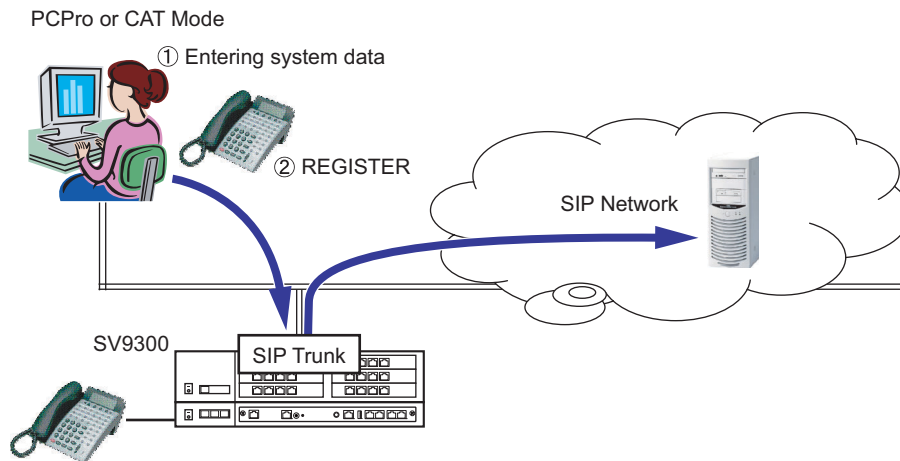 PCPro or CAT Mode
① Entering system data
② REGISTER
SIP Network
SV9300
SIP Trunk